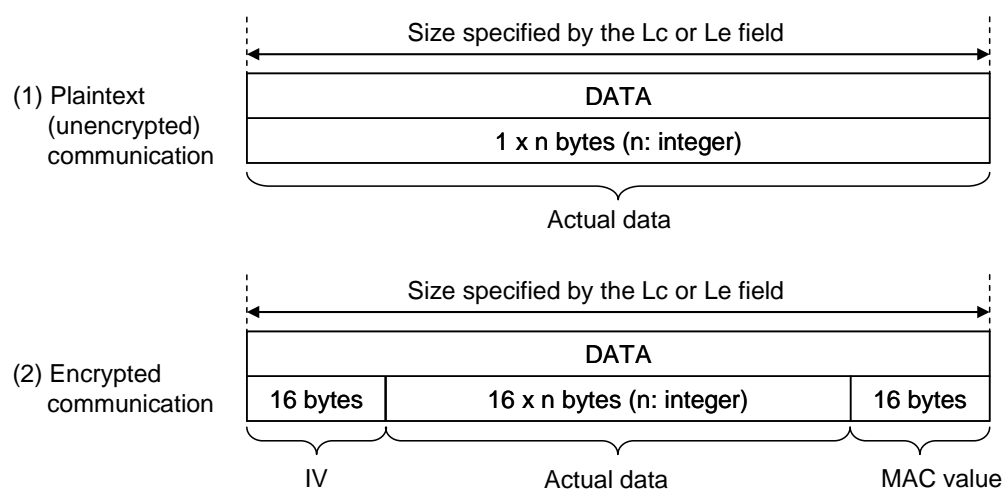 Size specified by the Lc or Le field
(1) Plaintext
(unencrypted)
communication
DATA
1 x n bytes (n: integer)
Actual data
Size specified by the Lc or Le field
(2) Encrypted
communication
DATA
16 bytes
16 x n bytes (n: integer)
16 bytes
IV
Actual data
MAC value